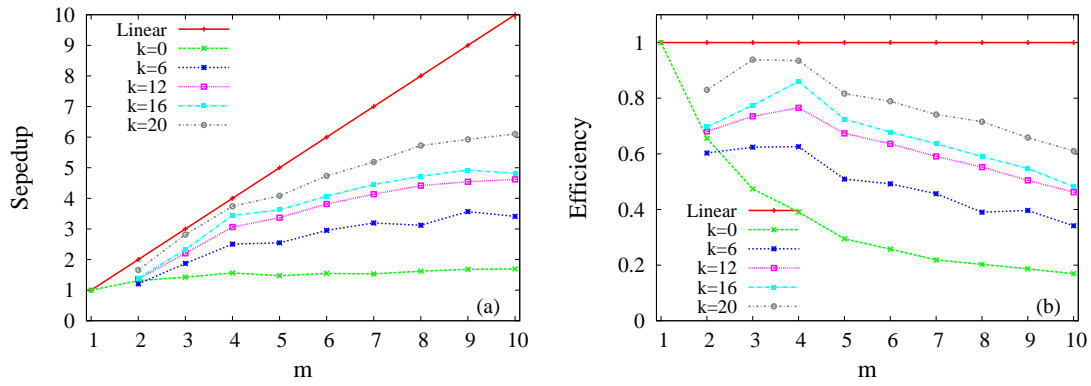 10
9
8
7
6
5
4
3
2
1
0
Sepedup
Linear
k=0
k=6
k=12
k=16
k=20
(a)
1 2 3 4 5 6 7 8 9 10
m
1
0.8
0.6
0.4
0.2
0
Efficiency
Linear
k=0
k=6
k=12
k=16
k=20
(b)
1 2 3 4 5 6 7 8 9 10
m